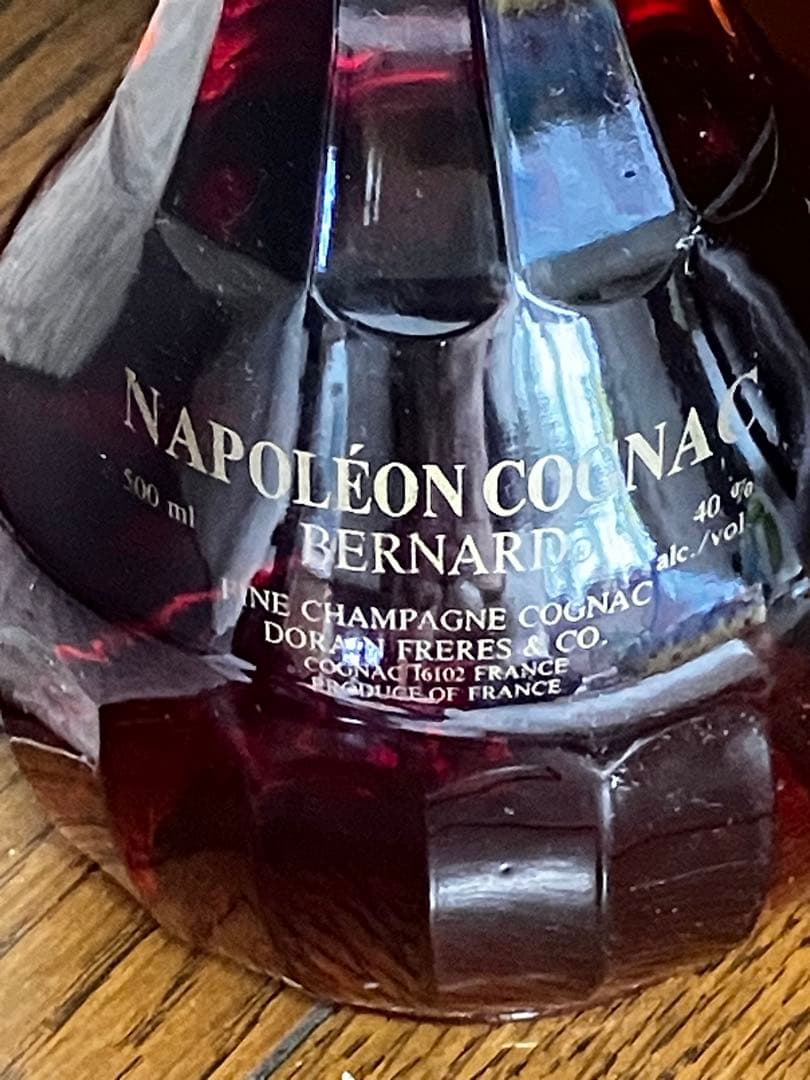 NAPOLÉON COGNAC
500 ml
40 %
alc./vol.
BERNARD
FINE CHAMPAGNE COGNAC
DORAIN FRERES & CO.
COGNAC 16102 FRANCE
PRODUCE OF FRANCE